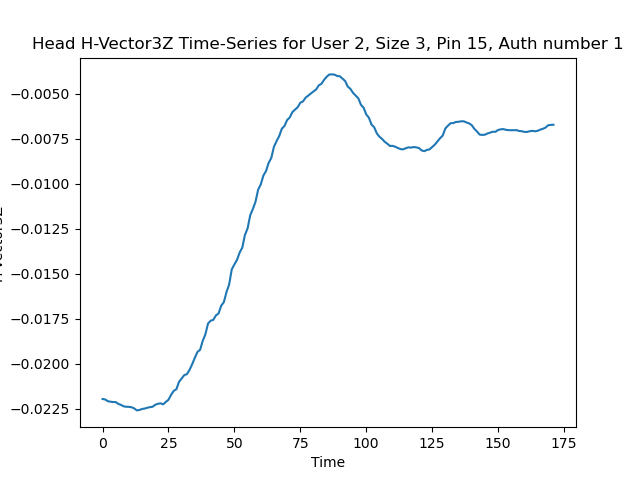 Head H-Vector3Z Time-Series for User 2, Size 3, Pin 15, Auth number 1
−0.0050
−0.0075
−0.0100
−0.0125
−0.0150
−0.0175
−0.0200
−0.0225
0 25 50 75 100 125 150 175
Time